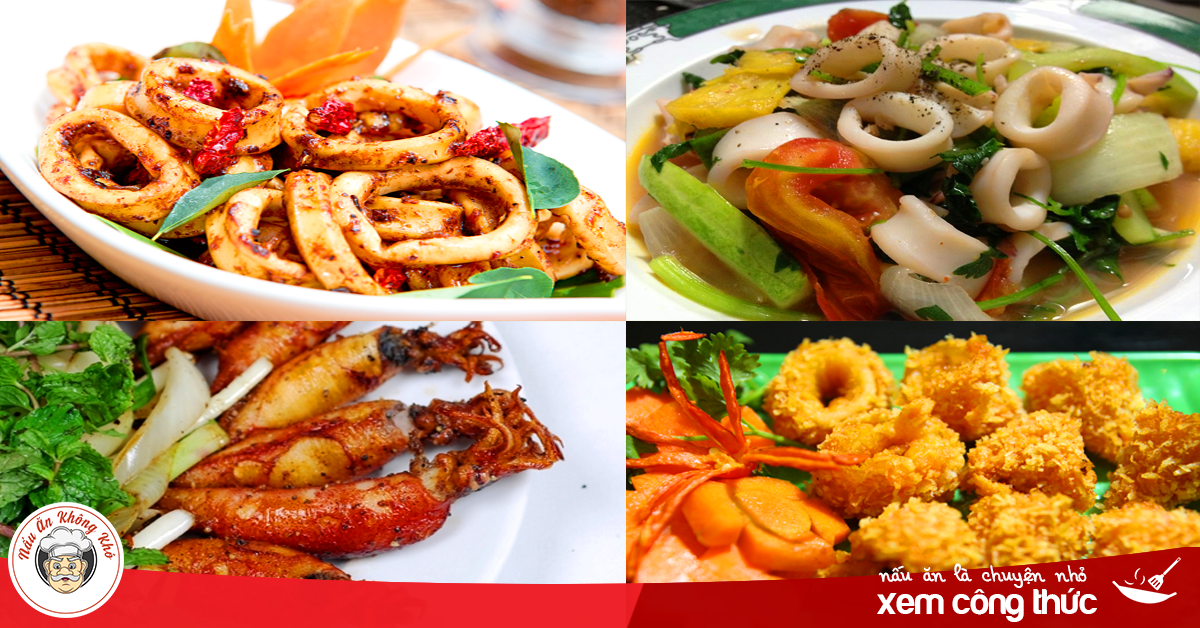 Nấu Ăn Không Khó
nấu ăn là chuyện nhỏ
xem công thức